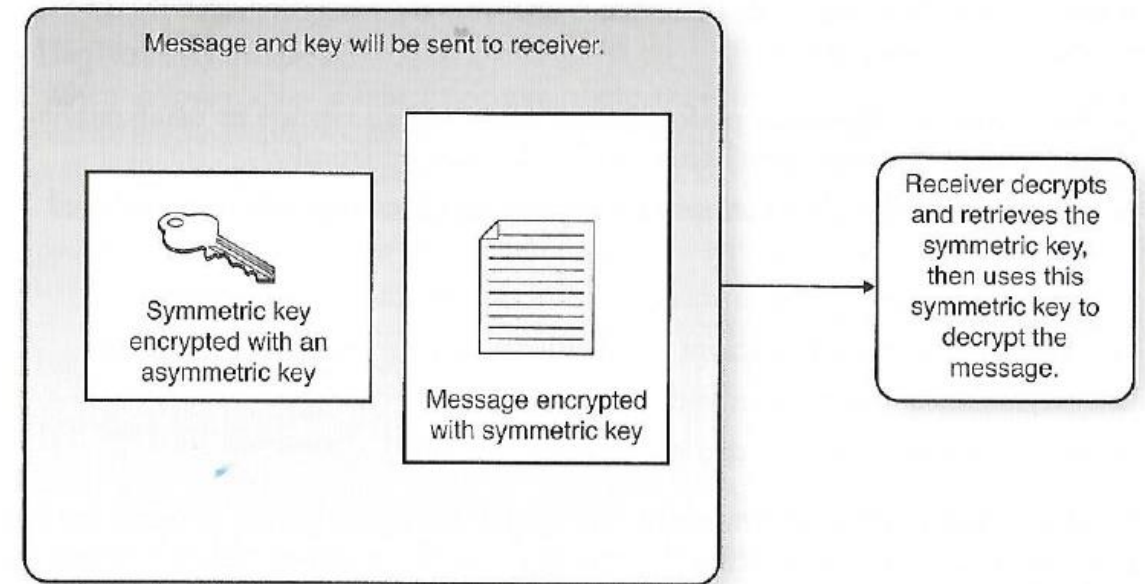 Message and key will be sent to receiver.
Symmetric key
encrypted with an
asymmetric key
Message encrypted
with symmetric key
Receiver decrypts
and retrieves the
symmetric key,
then uses this
symmetric key to
decrypt the
message.